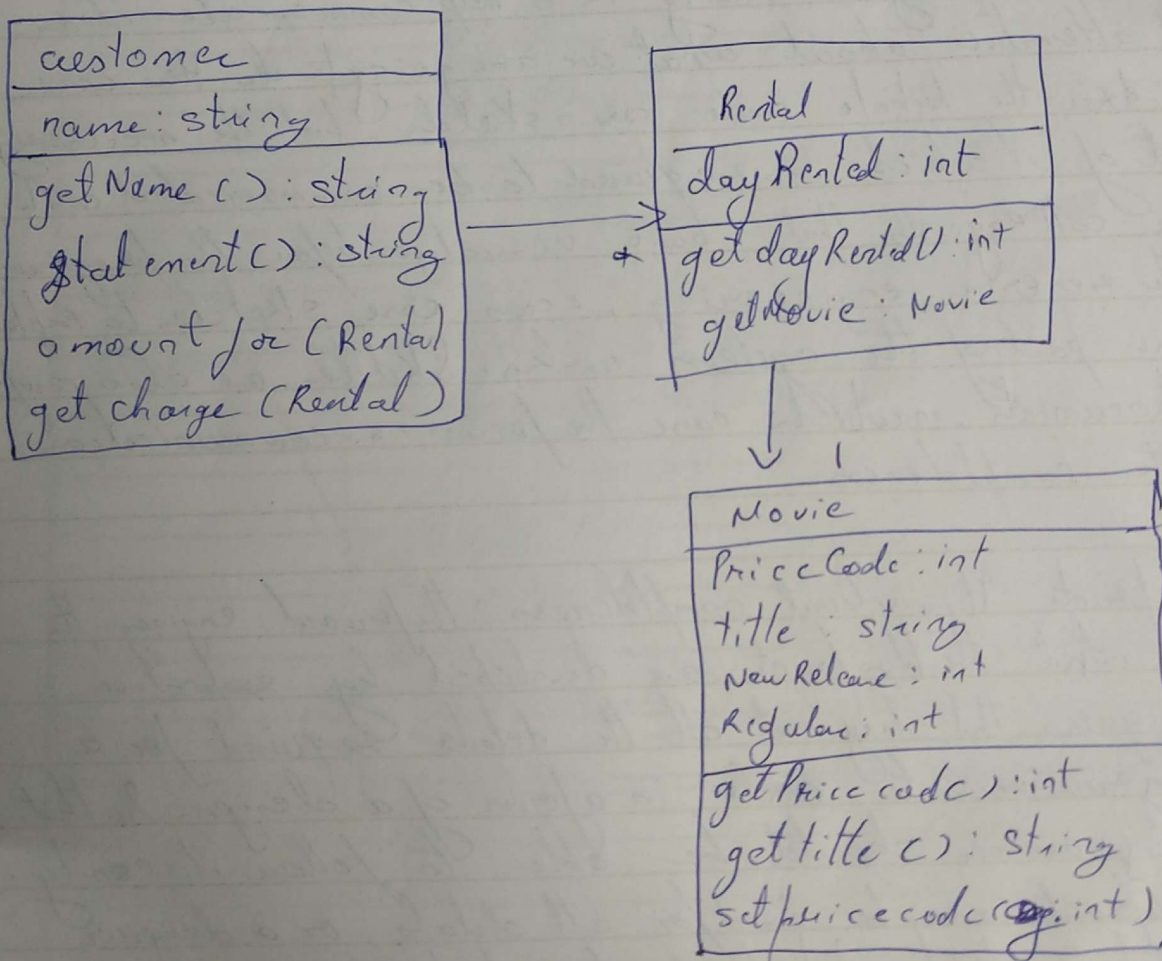 customer
name: string
getName (): string
statement(): string
amount for (Rental)
get charge (Rental)
Rental
dayRented: int
*
get dayRented(): int
getMovie: Movie
1
Movie
PriceCode: int
title: string
NewRelease: int
Regular: int
getPricecode(): int
get title (): string
setpricecode(: int)